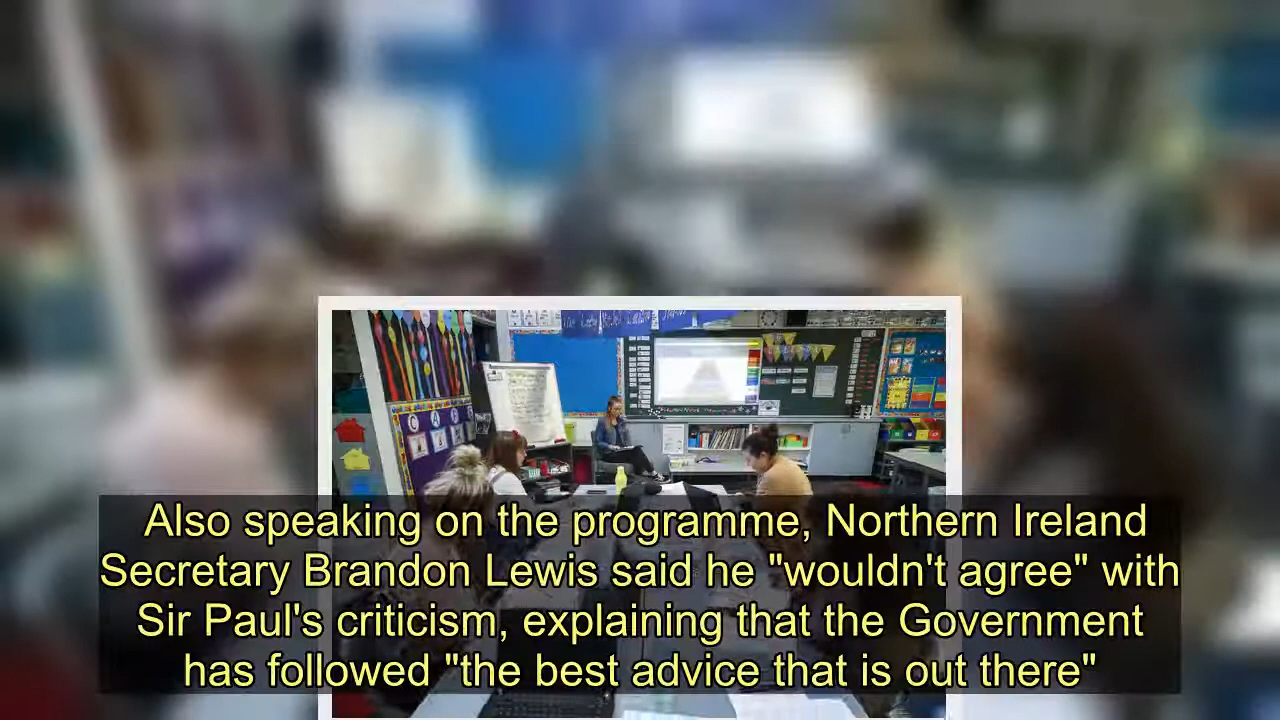 Also speaking on the programme, Northern Ireland
Secretary Brandon Lewis said he "wouldn't agree" with
Sir Paul's criticism, explaining that the Government
has followed "the best advice that is out there"